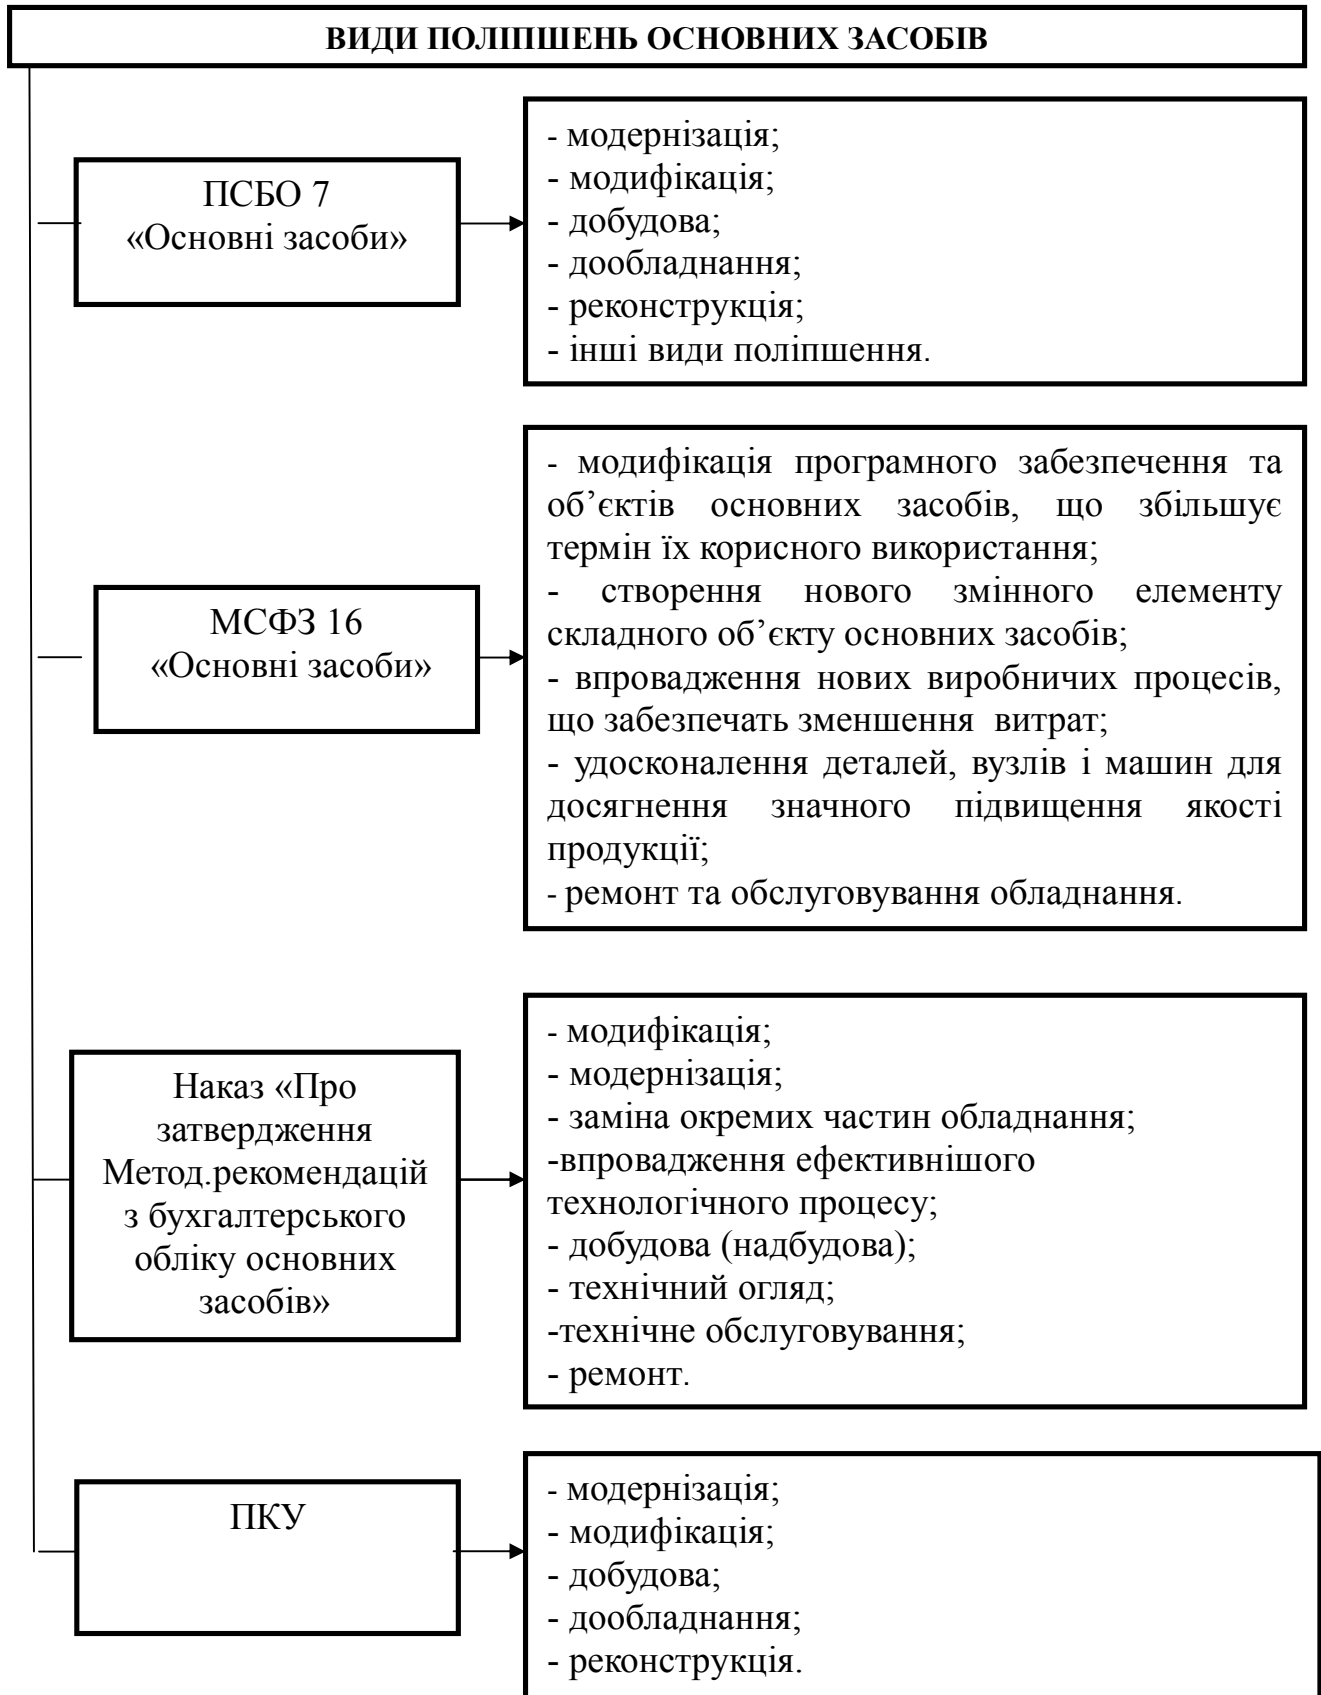 ВИДИ ПОЛІПШЕНЬ ОСНОВНИХ ЗАСОБІВ
ПСБО 7
«Основні засоби»
- модернізація;
- модифікація;
- добудова;
- дообладнання;
- реконструкція;
- інші види поліпшення.
МСФЗ 16
«Основні засоби»
- модифікація програмного забезпечення та
об’єктів основних засобів, що збільшує
термін їх корисного використання;
- створення нового змінного елементу
складного об’єкту основних засобів;
- впровадження нових виробничих процесів,
що забезпечать зменшення витрат;
- удосконалення деталей, вузлів і машин для
досягнення значного підвищення якості
продукції;
- ремонт та обслуговування обладнання.
Наказ «Про
затвердження
Метод.рекомендацій
з бухгалтерського
обліку основних
засобів»
- модифікація;
- модернізація;
- заміна окремих частин обладнання;
-впровадження ефективнішого
технологічного процесу;
- добудова (надбудова);
- технічний огляд;
-технічне обслуговування;
- ремонт.
ПКУ
- модернізація;
- модифікація;
- добудова;
- дообладнання;
- реконструкція.